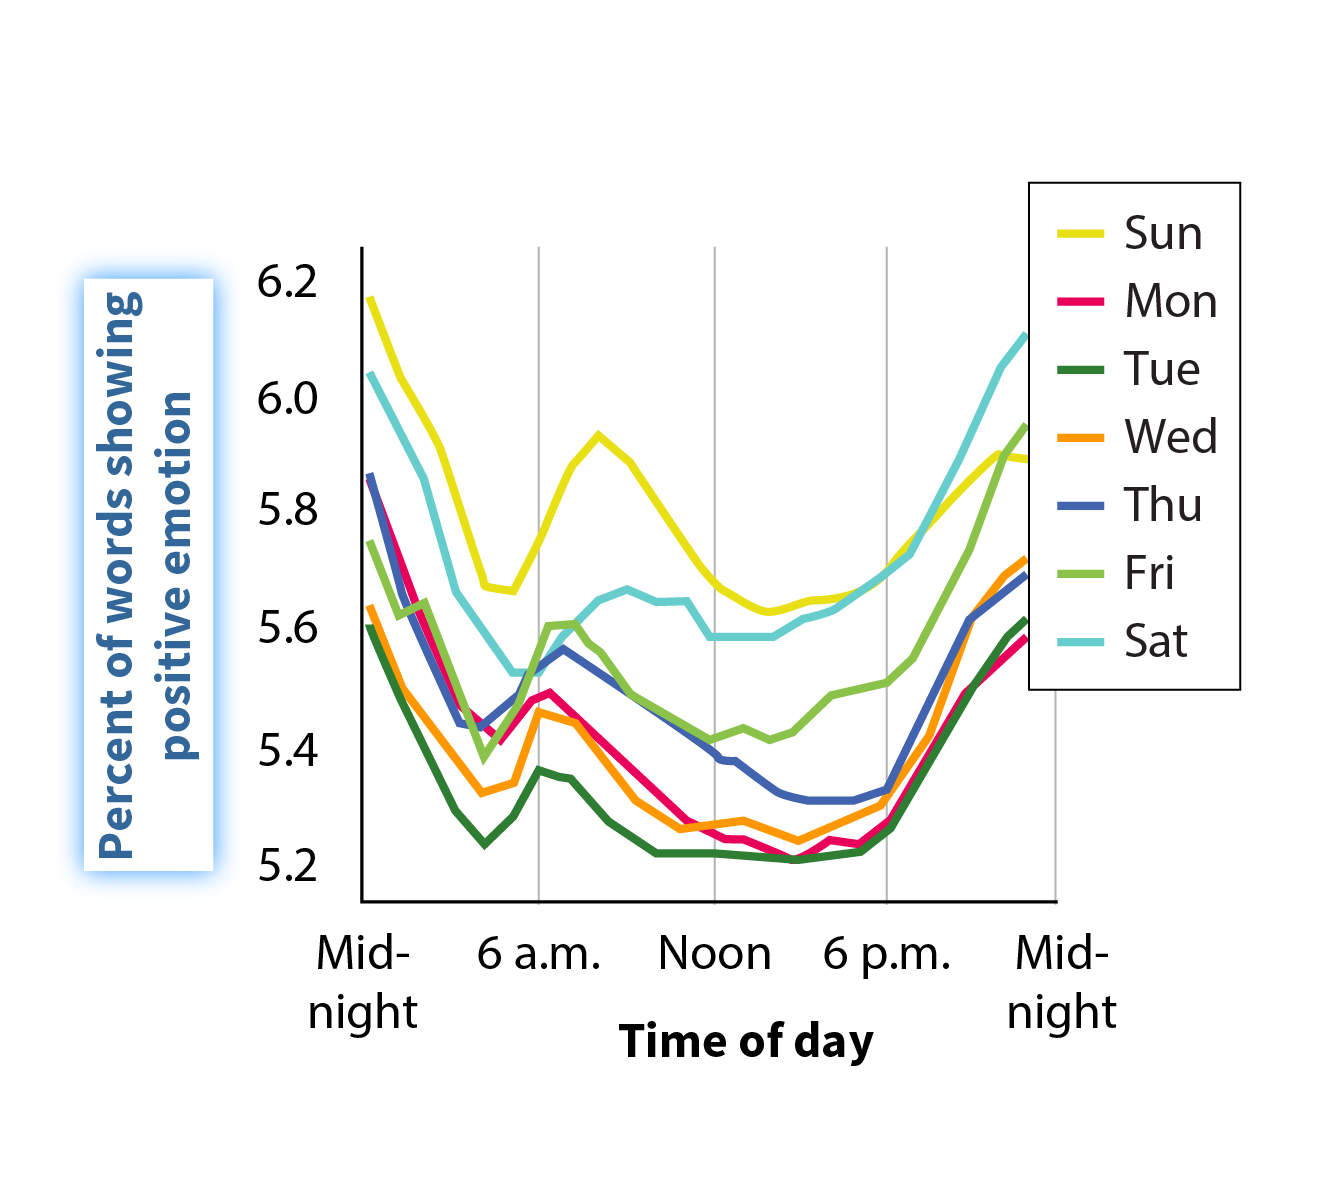 Percent of words showing
positive emotion
6.2
6.0
5.8
5.6
5.4
5.2
Mid-
night
6 a.m.
Noon
6 p.m.
Mid-
night
Time of day
Sun
Mon
Tue
Wed
Thu
Fri
Sat